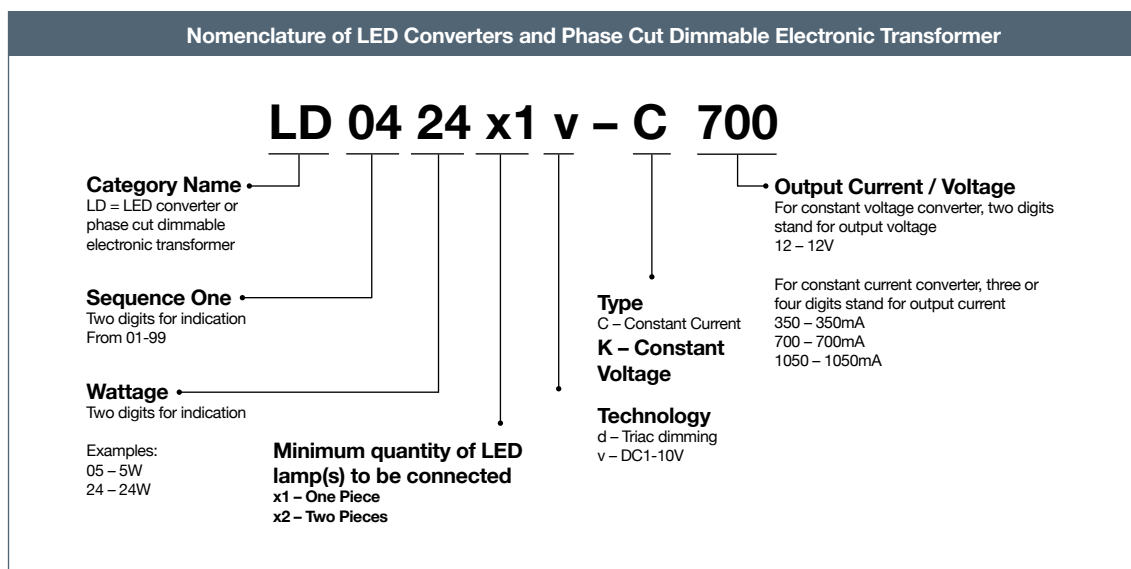 Nomenclature of LED Converters and Phase Cut Dimmable Electronic Transformer
LD 04 24 x1 v – C 700
Category Name
LD = LED converter or
phase cut dimmable
electronic transformer
Sequence One
Two digits for indication
From 01-99
Wattage
Two digits for indication
Examples:
05 – 5W
24 – 24W
Minimum quantity of LED
lamp(s) to be connected
x1 – One Piece
x2 – Two Pieces
Type
C – Constant Current
K – Constant
Voltage
Technology
d – Triac dimming
v – DC1-10V
Output Current / Voltage
For constant voltage converter, two digits
stand for output voltage
12 – 12V
For constant current converter, three or
four digits stand for output current
350 – 350mA
700 – 700mA
1050 – 1050mA